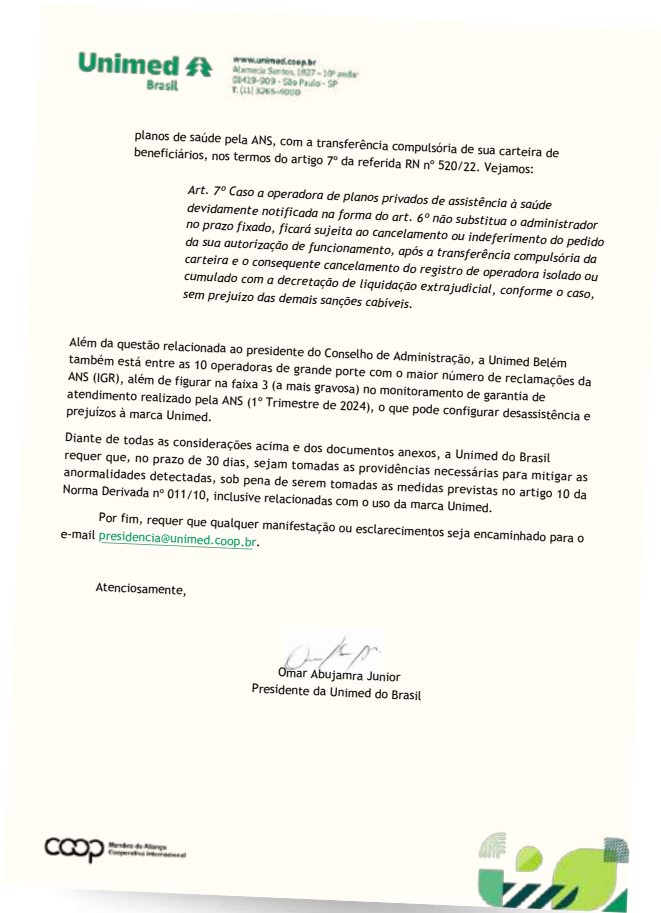 Unimed
Brasil
www.unimed.coop.br
Alameda Santos, 1827 - 10º andar
01419-909 - São Paulo - SP
T. (11) 3265-4000
planos de saúde pela ANS, com a transferência compulsória de sua carteira de
beneficiários, nos termos do artigo 7º da referida RN nº 520/22. Vejamos:
Art. 7º Caso a operadora de planos privados de assistência à saúde
devidamente notificada na forma do art. 6º não substitua o administrador
no prazo fixado, ficará sujeita ao cancelamento ou indeferimento do pedido
da sua autorização de funcionamento, após a transferência compulsória da
carteira e o consequente cancelamento do registro de operadora isolado ou
cumulado com a decretação de liquidação extrajudicial, conforme o caso,
sem prejuízo das demais sanções cabíveis.
Além da questão relacionada ao presidente do Conselho de Administração, a Unimed Belém
também está entre as 10 operadoras de grande porte com o maior número de reclamações da
ANS (IGR), além de figurar na faixa 3 (a mais gravosa) no monitoramento de garantia de
atendimento realizado pela ANS (1º Trimestre de 2024), o que pode configurar desassistência e
prejuízos à marca Unimed.
Diante de todas as considerações acima e dos documentos anexos, a Unimed do Brasil
requer que, no prazo de 30 dias, sejam tomadas as providências necessárias para mitigar as
anormalidades detectadas, sob pena de serem tomadas as medidas previstas no artigo 10 da
Norma Derivada nº 011/10, inclusive relacionadas com o uso da marca Unimed.
Por fim, requer que qualquer manifestação ou esclarecimentos seja encaminhado para o
e-mail presidencia@unimed.coop.br.
Atenciosamente,
Omar Abujamra Junior
Presidente da Unimed do Brasil
coop
Membro da Aliança
Cooperativa Internacional